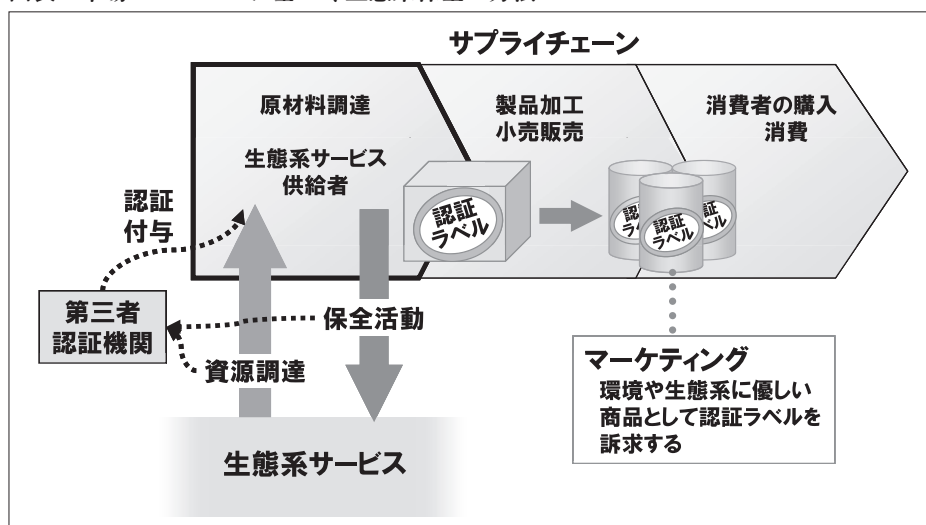 サプライチェーン
原材料調達
生態系サービス
供給者
製品加工
小売販売
消費者の購入
消費
認証
付与
認証
ラベル
認証
ラベル
第三者
認証機関
保全活動
資源調達
生態系サービス
マーケティング
環境や生態系に優しい
商品として認証ラベルを
訴求する